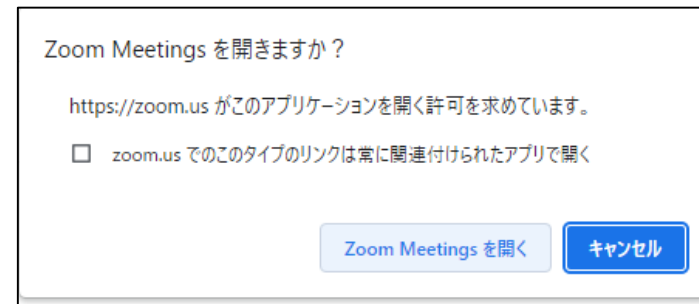 Zoom Meetings を開きますか？
https://zoom.us がこのアプリケーションを開く許可を求めています。
zoom.us でのこのタイプのリンクは常に関連付けられたアプリで開く
Zoom Meetings を開く
キャンセル